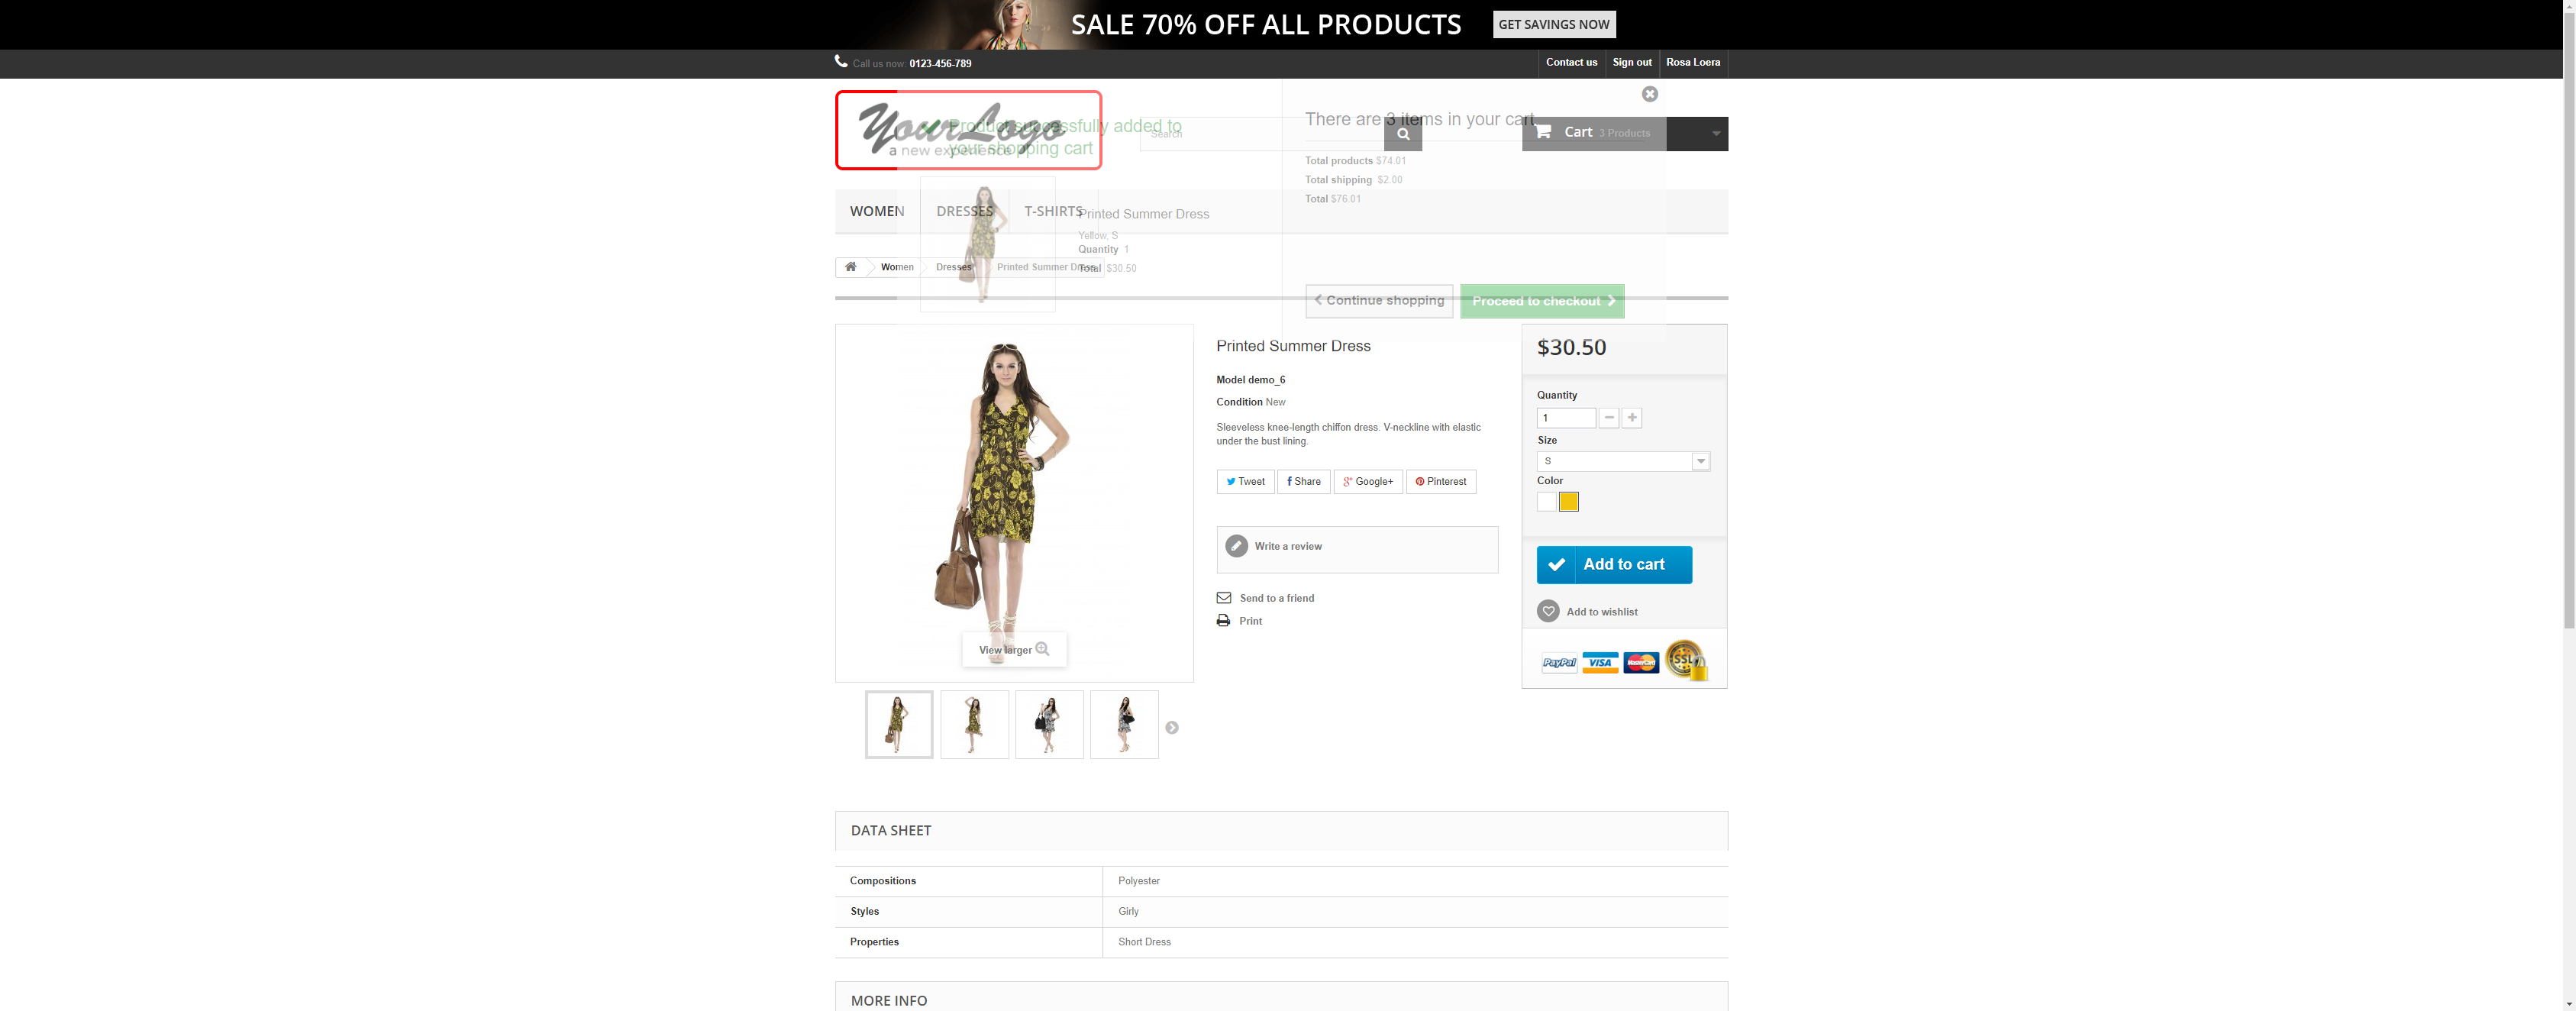 SALE 70% OFF ALL PRODUCTS GET SAVINGS NOW
Call us now: 0123-456-789
Contact us Sign out Rosa Loera
YourLogo
a new experience
Product successfully added to
your shopping cart
Search
There are 3 items in your cart
Cart 3 Products
Total products $74.01
Total shipping $2.00
Total $76.01
WOMEN DRESSES T-SHIRTS
Printed Summer Dress
Yellow, S
Quantity 1
Total $30.50
Women Dresses Printed Summer Dress
Continue shopping Proceed to checkout
Printed Summer Dress
Model demo_6
Condition New
Sleeveless knee-length chiffon dress. V-neckline with elastic
under the bust lining.
Tweet Share Google+ Pinterest
Write a review
Send to a friend
Print
$30.50
Quantity
1
Size
S
Color
Add to cart
Add to wishlist
PayPal VISA MasterCard SSL
View larger
DATA SHEET
Compositions Polyester
Styles Girly
Properties Short Dress
MORE INFO